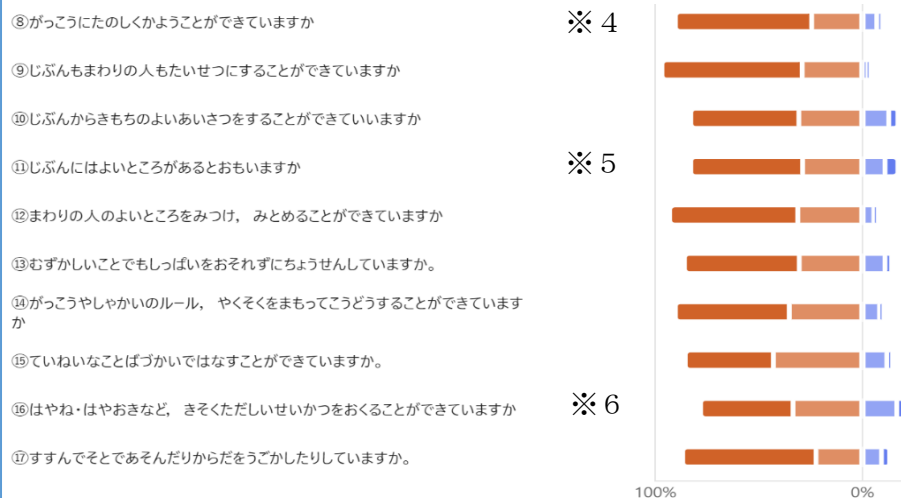 ⑧がっこうにたのしくかようことができていますか ※４
⑨じぶんもまわりの人もたいせつにすることができていますか
⑩じぶんからきもちのよいあいさつをすることができていいますか
⑪じぶんにはよいところがあるとおもいますか ※５
⑫まわりの人のよいところをみつけ， みとめることができていますか
⑬むずかしいことでもしっぱいをおそれずにちょうせんしていますか。
⑭がっこうやしゃかいのルール， やくそくをまもってこうどうすることができています
か
⑮ていねいなことばづかいではなすことができていますか。
⑯はやね・はやおきなど， きそくただしいせいかつをおくることができていますか ※６
⑰すすんでそとであそんだりからだをうごかしたりしていますか。
100% 0%